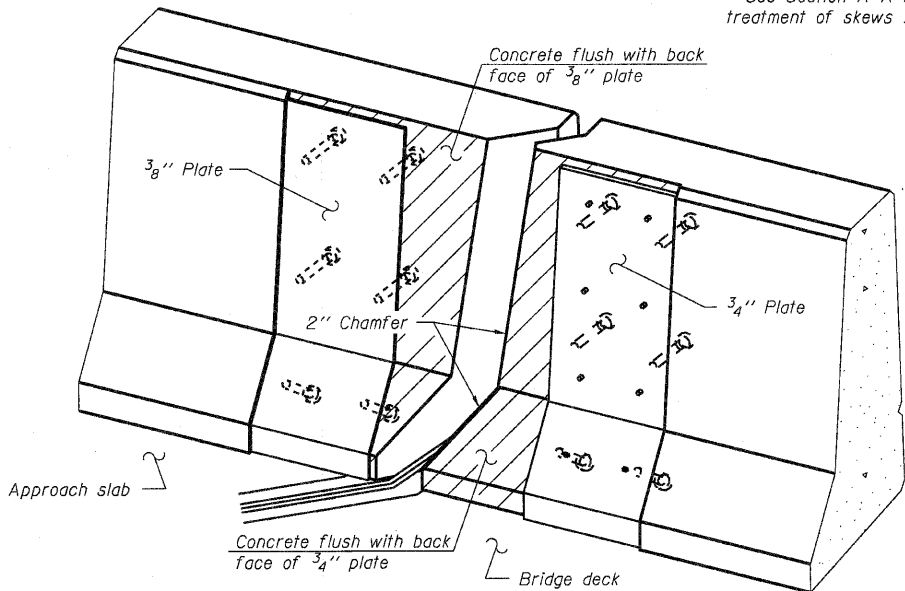 treatment of skews
Concrete flush with back
face of 3/8" plate
3/8" Plate
3/4" Plate
2" Chamfer
Approach slab
Concrete flush with back
face of 3/4" plate
Bridge deck